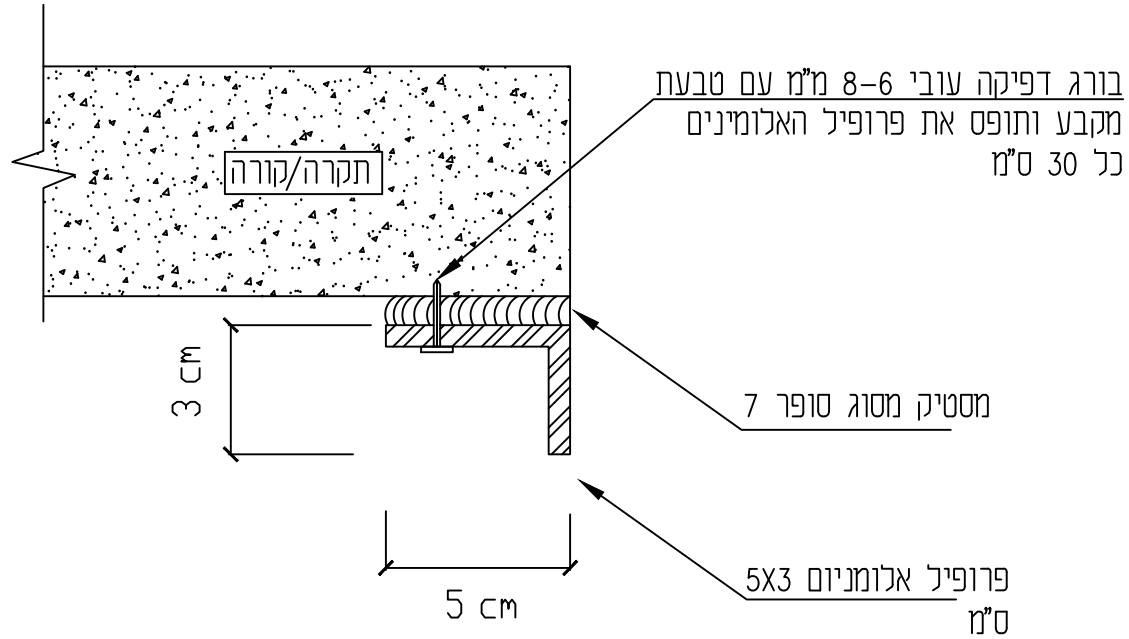 בורג דפיקה עובי 8-6 מ"מ עם טבעת
מקבע ותופס את פרופיל האלומינים
כל 30 ס"מ
תקרה/קורה
3 cm
מסטיק מסוג סופר 7
5 cm
פרופיל אלומניום 5X3
ס"מ